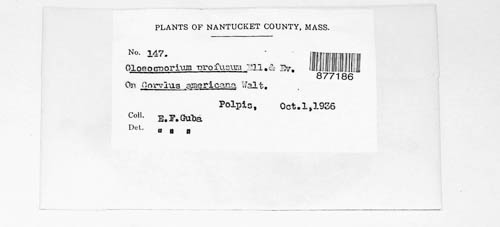 PLANTS OF NANTUCKET COUNTY, MASS.
No. 147.
Gloeosporium profusum Ell. & Ev.
877186
On Corylus americana Walt.
Polpis, Oct.1,1936
Coll. E.F.Guba
Det. " " "